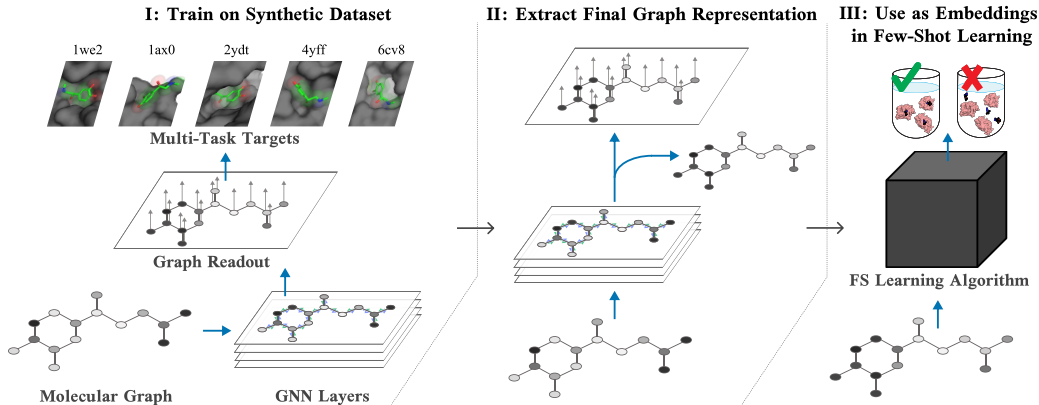 I: Train on Synthetic Dataset
1we2 1ax0 2ydt 4yff 6cv8
Multi-Task Targets
Graph Readout
Molecular Graph
GNN Layers
II: Extract Final Graph Representation
III: Use as Embeddings
in Few-Shot Learning
FS Learning Algorithm